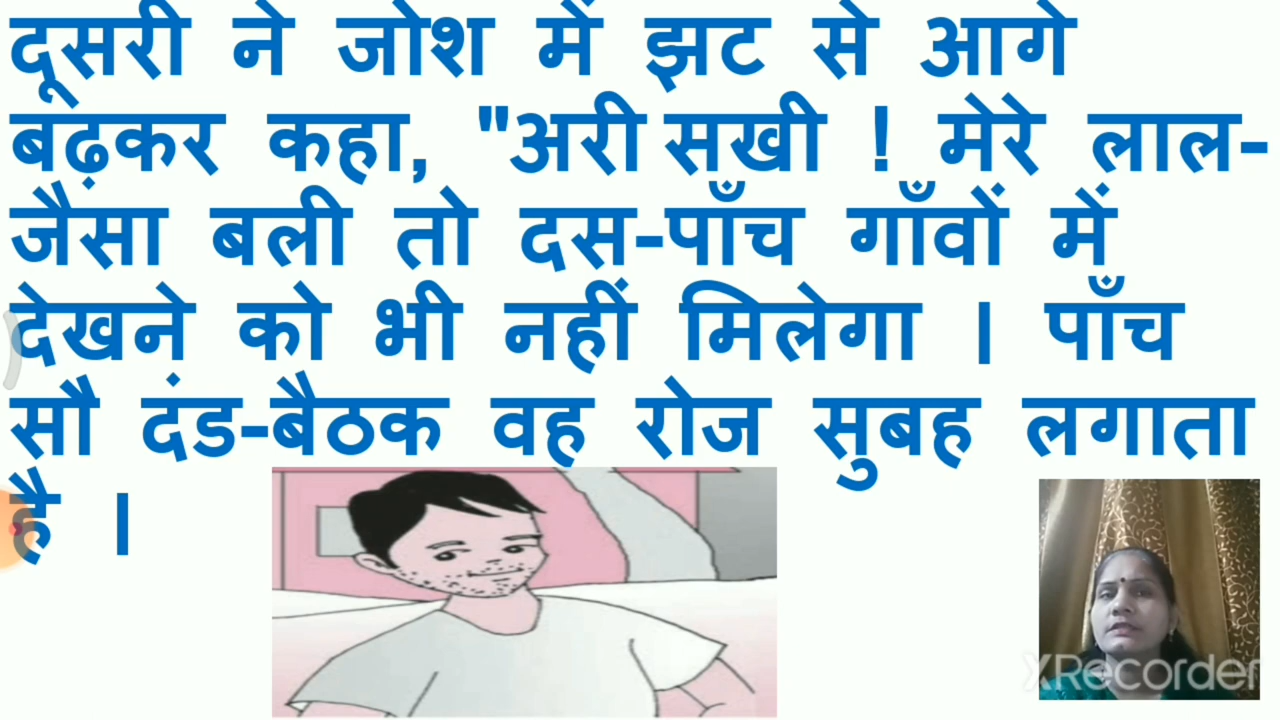 दूसरी ने जोश में झट से आगे
बढ़कर कहा, "अरी सखी ! मेरे लाल-
जैसा बली तो दस-पाँच गाँवों में
देखने को भी नहीं मिलेगा । पाँच
सौ दंड-बैठक वह रोज सुबह लगाता
है ।
XRecorder